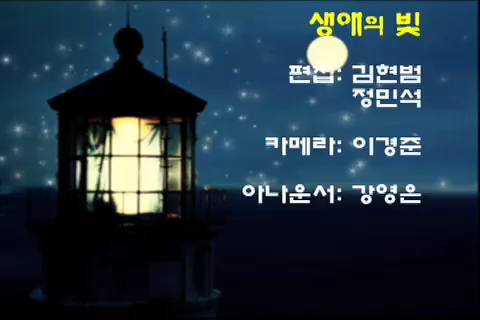 생애의 빛
편집: 김현범
정민석
카메라: 이경준
아나운서: 강영은